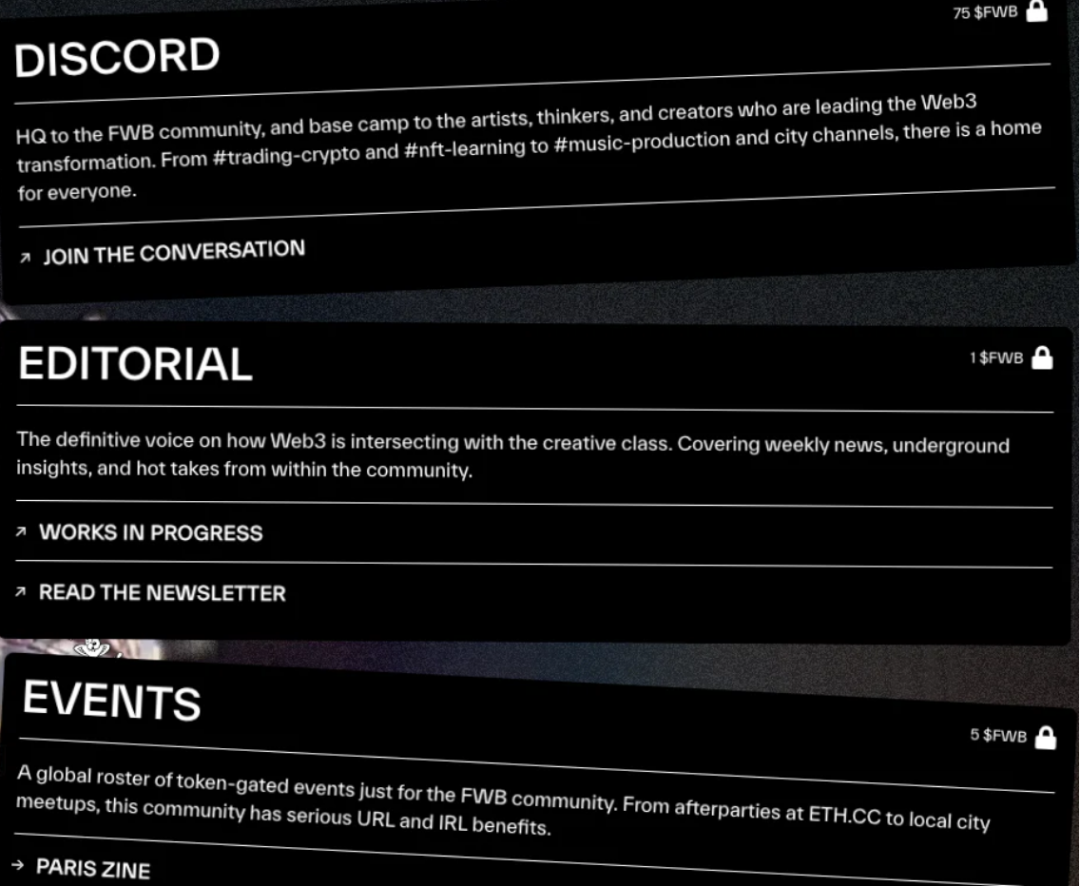 75 $FWB
DISCORD
HQ to the FWB community, and base camp to the artists, thinkers, and creators who are leading the Web3
transformation. From #trading-crypto and #nft-learning to #music-production and city channels, there is a home
for everyone.
↗ JOIN THE CONVERSATION
EDITORIAL
1 $FWB
The definitive voice on how Web3 is intersecting with the creative class. Covering weekly news, underground
insights, and hot takes from within the community.
↗ WORKS IN PROGRESS
↗ READ THE NEWSLETTER
EVENTS
5 $FWB
A global roster of token-gated events just for the FWB community. From afterparties at ETH.CC to local city
meetups, this community has serious URL and IRL benefits.
→ PARIS ZINE